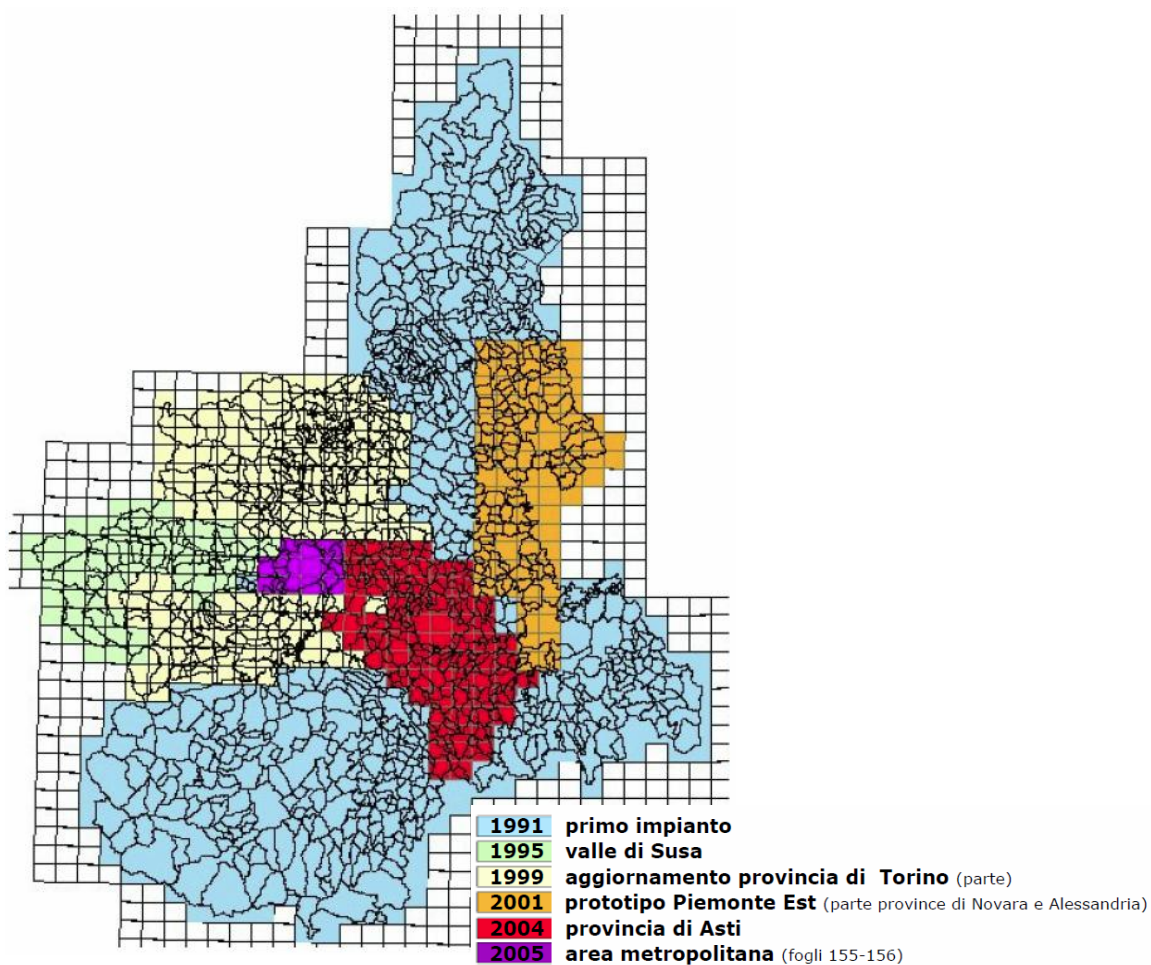 1991 primo impianto
1995 valle di Susa
1999 aggiornamento provincia di Torino (parte)
2001 prototipo Piemonte Est (parte province di Novara e Alessandria)
2004 provincia di Asti
2005 area metropolitana (fogli 155-156)